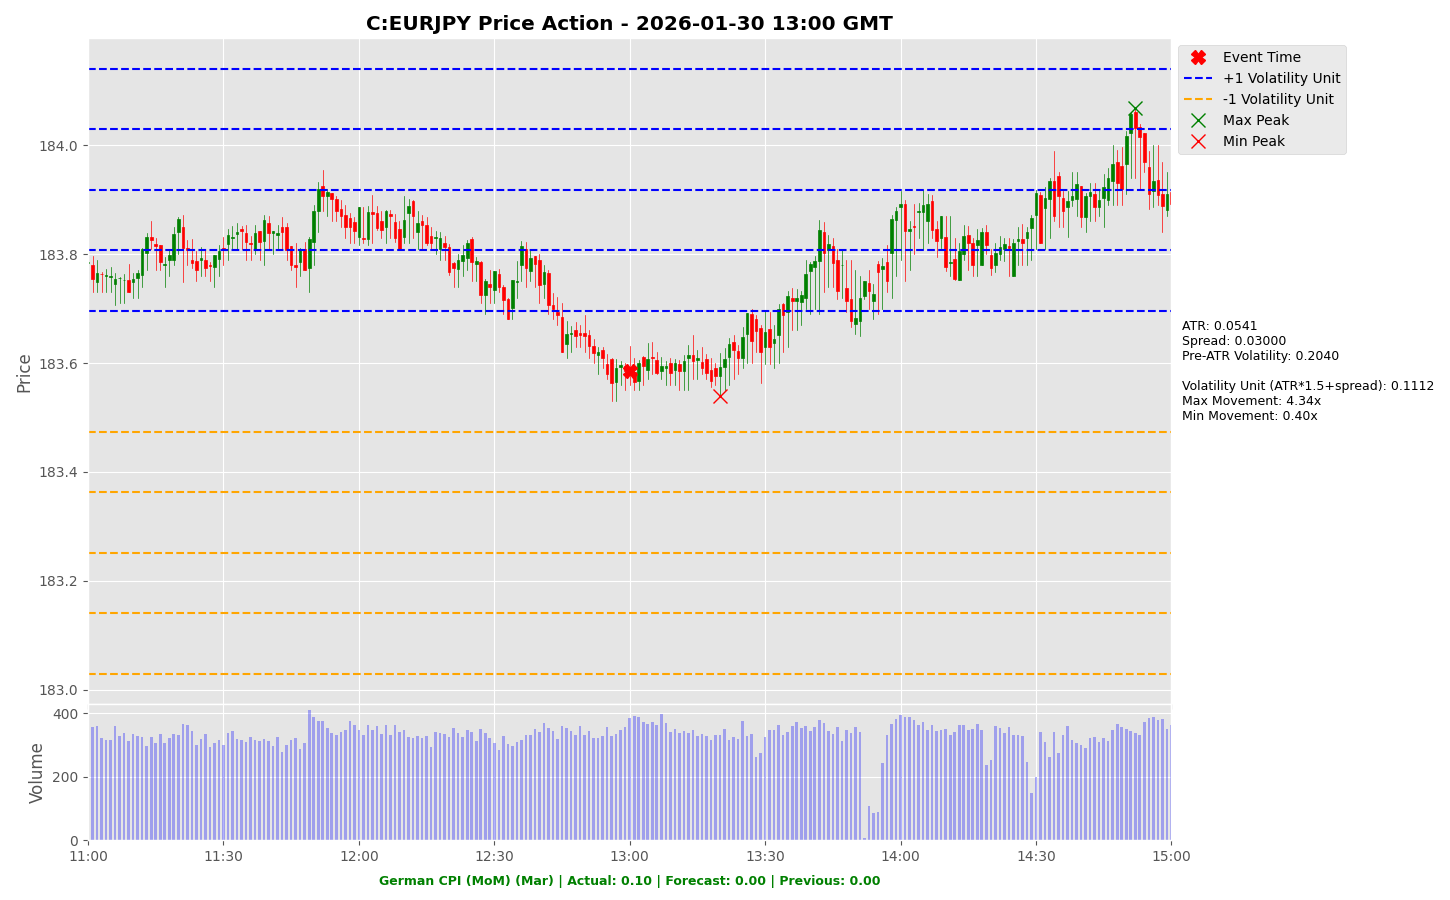 C:EURJPY Price Action - 2026-01-30 13:00 GMT
Event Time
+1 Volatility Unit
-1 Volatility Unit
Max Peak
Min Peak
Price
184.0
183.8
183.6
183.4
183.2
183.0
ATR: 0.0541
Spread: 0.03000
Pre-ATR Volatility: 0.2040
Volatility Unit (ATR*1.5+spread): 0.1112
Max Movement: 4.34x
Min Movement: 0.40x
Volume
400
200
0
11:00 11:30 12:00 12:30 13:00 13:30 14:00 14:30 15:00
German CPI (MoM) (Mar) | Actual: 0.10 | Forecast: 0.00 | Previous: 0.00